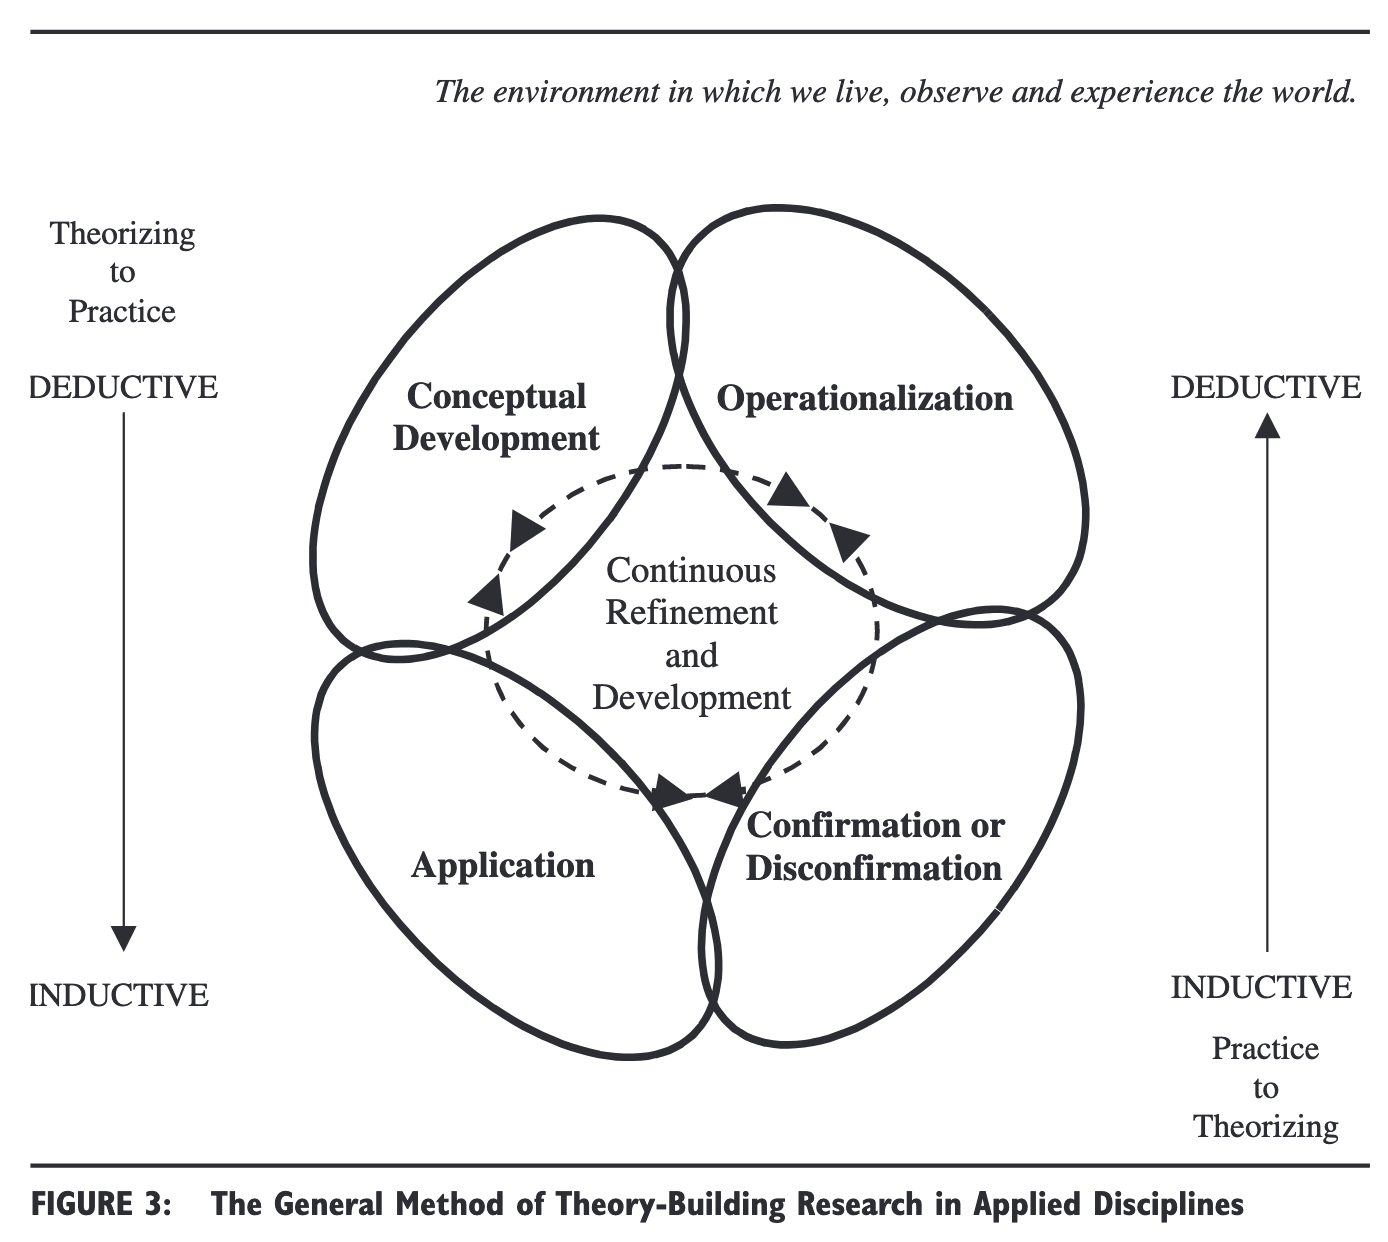 The environment in which we live, observe and experience the world.
Theorizing
to
Practice
DEDUCTIVE
INDUCTIVE
Conceptual
Development
Operationalization
Continuous
Refinement
and
Development
Application
Confirmation or
Disconfirmation
DEDUCTIVE
INDUCTIVE
Practice
to
Theorizing
FIGURE 3: The General Method of Theory-Building Research in Applied Disciplines